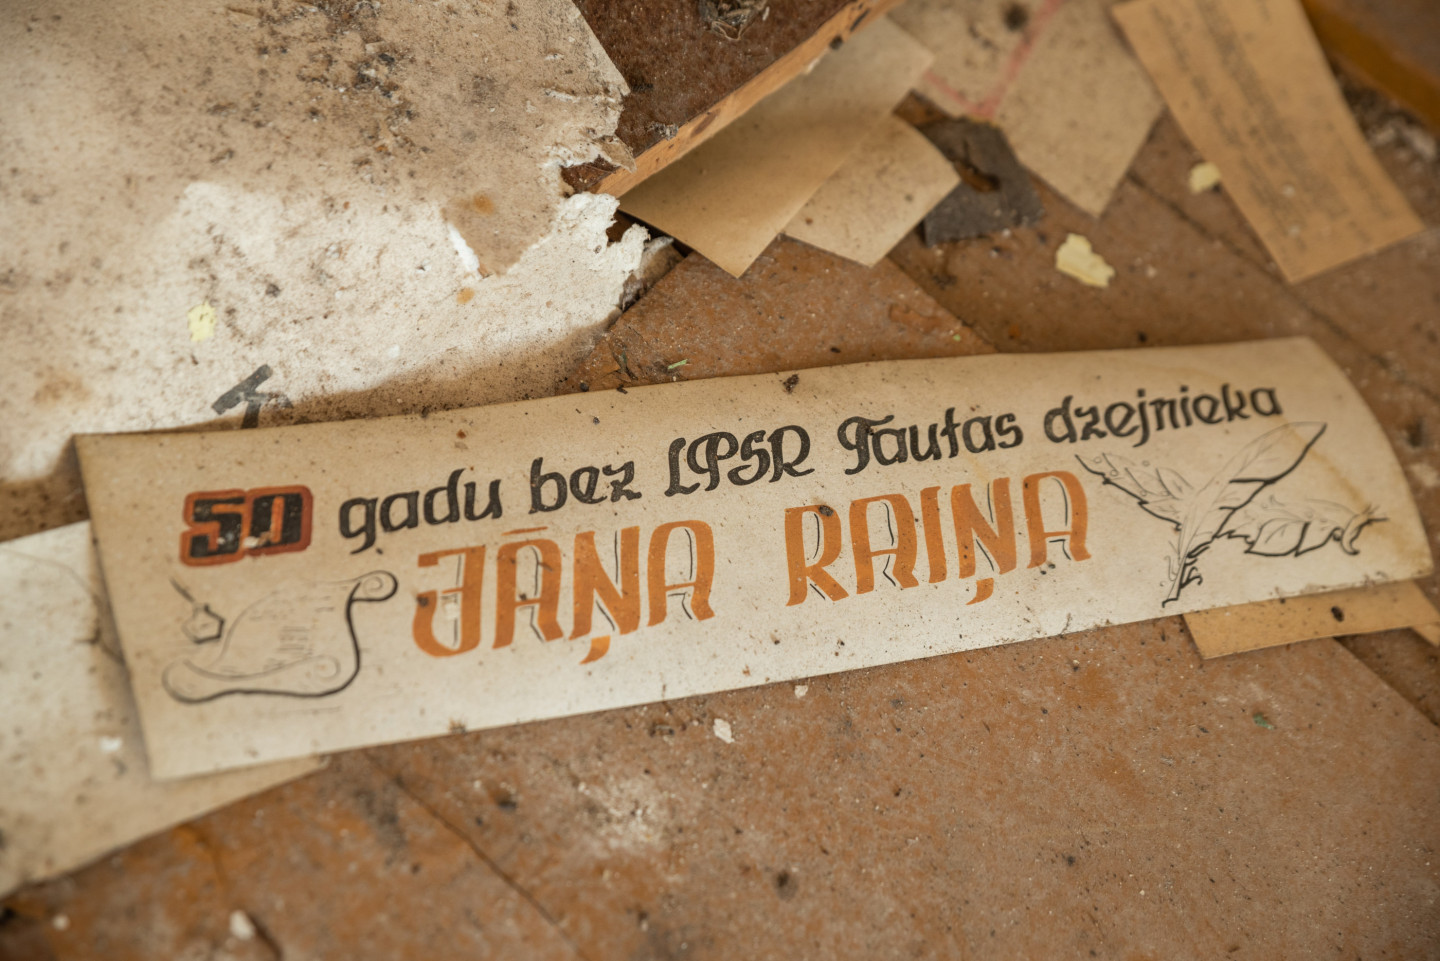 50 gadu bez LPSR Tautas dzejnieka
JĀŅA RAIŅA